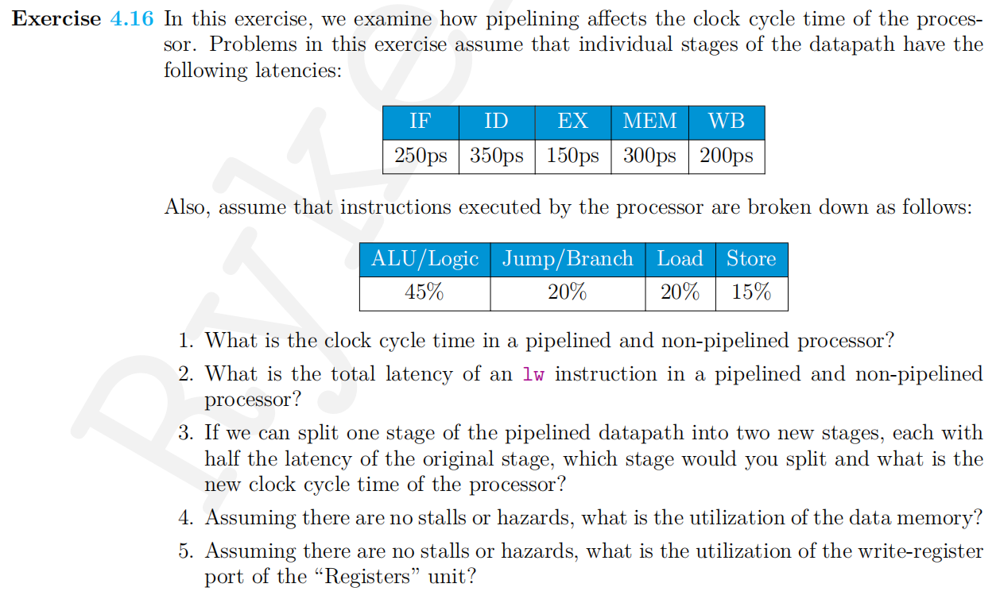 Exercise 4.16 In this exercise, we examine how pipelining affects the clock cycle time of the proces-
sor. Problems in this exercise assume that individual stages of the datapath have the
following latencies:
IF ID EX MEM WB
250ps 350ps 150ps 300ps 200ps
Also, assume that instructions executed by the processor are broken down as follows:
ALU/Logic Jump/Branch Load Store
45% 20% 20% 15%
1. What is the clock cycle time in a pipelined and non-pipelined processor?
2. What is the total latency of an lw instruction in a pipelined and non-pipelined
processor?
3. If we can split one stage of the pipelined datapath into two new stages, each with
half the latency of the original stage, which stage would you split and what is the
new clock cycle time of the processor?
4. Assuming there are no stalls or hazards, what is the utilization of the data memory?
5. Assuming there are no stalls or hazards, what is the utilization of the write-register
port of the “Registers” unit?
Ryke